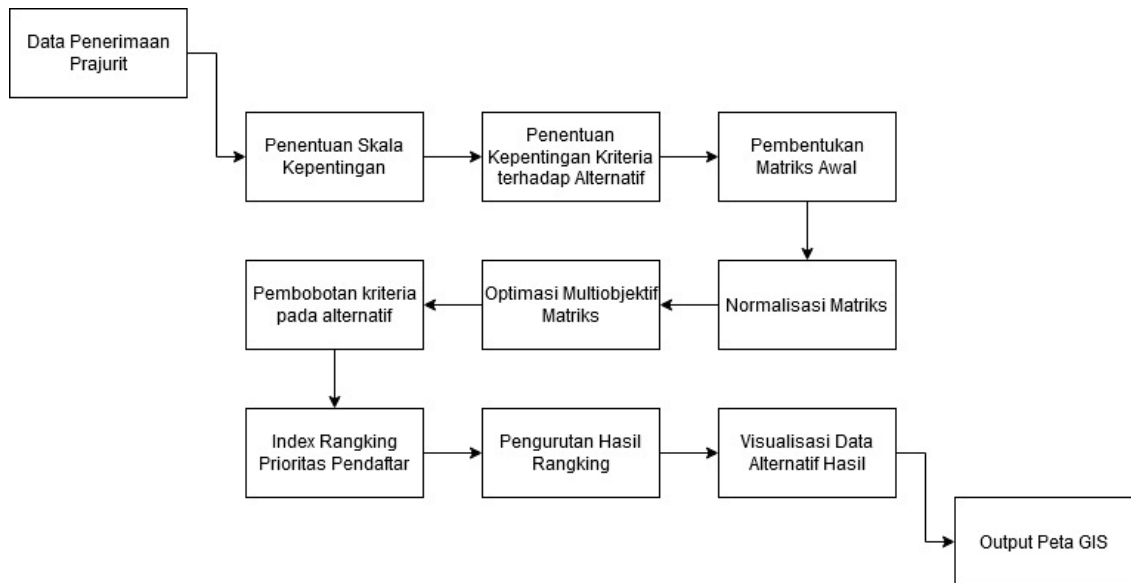 Data Penerimaan
Prajurit
Penentuan Skala
Kepentingan
Penentuan
Kepentingan Kriteria
terhadap Alternatif
Pembentukan
Matriks Awal
Normalisasi Matriks
Optimasi Multiobjektif
Matriks
Pembobotan kriteria
pada alternatif
Index Rangking
Prioritas Pendaftar
Pengurutan Hasil
Rangking
Visualisasi Data
Alternatif Hasil
Output Peta GIS